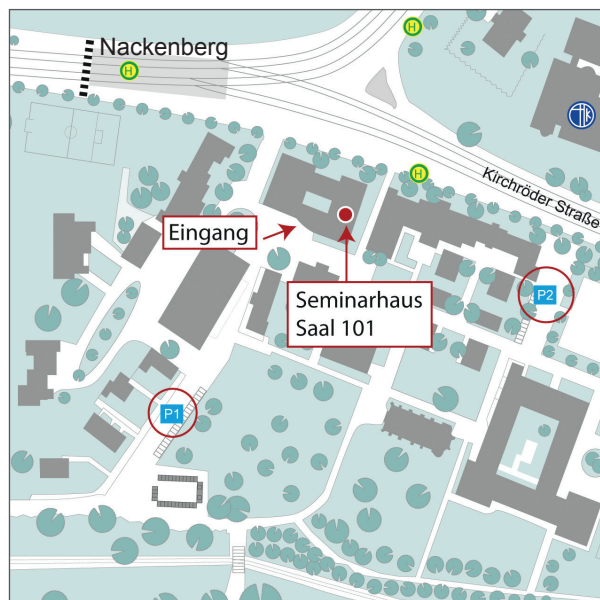 Nackenberg
H
H
H
Kirchröder Straße
Eingang
Seminarhaus
Saal 101
P2
P1